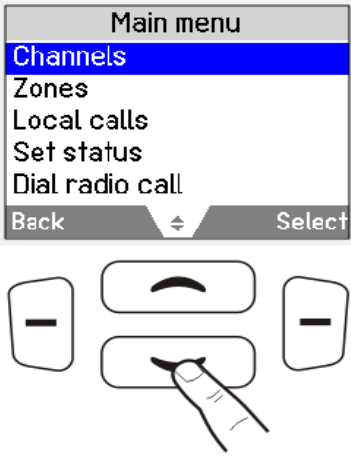 Main menu
Channels
Zones
Local calls
Set status
Dial radio call
Back Select